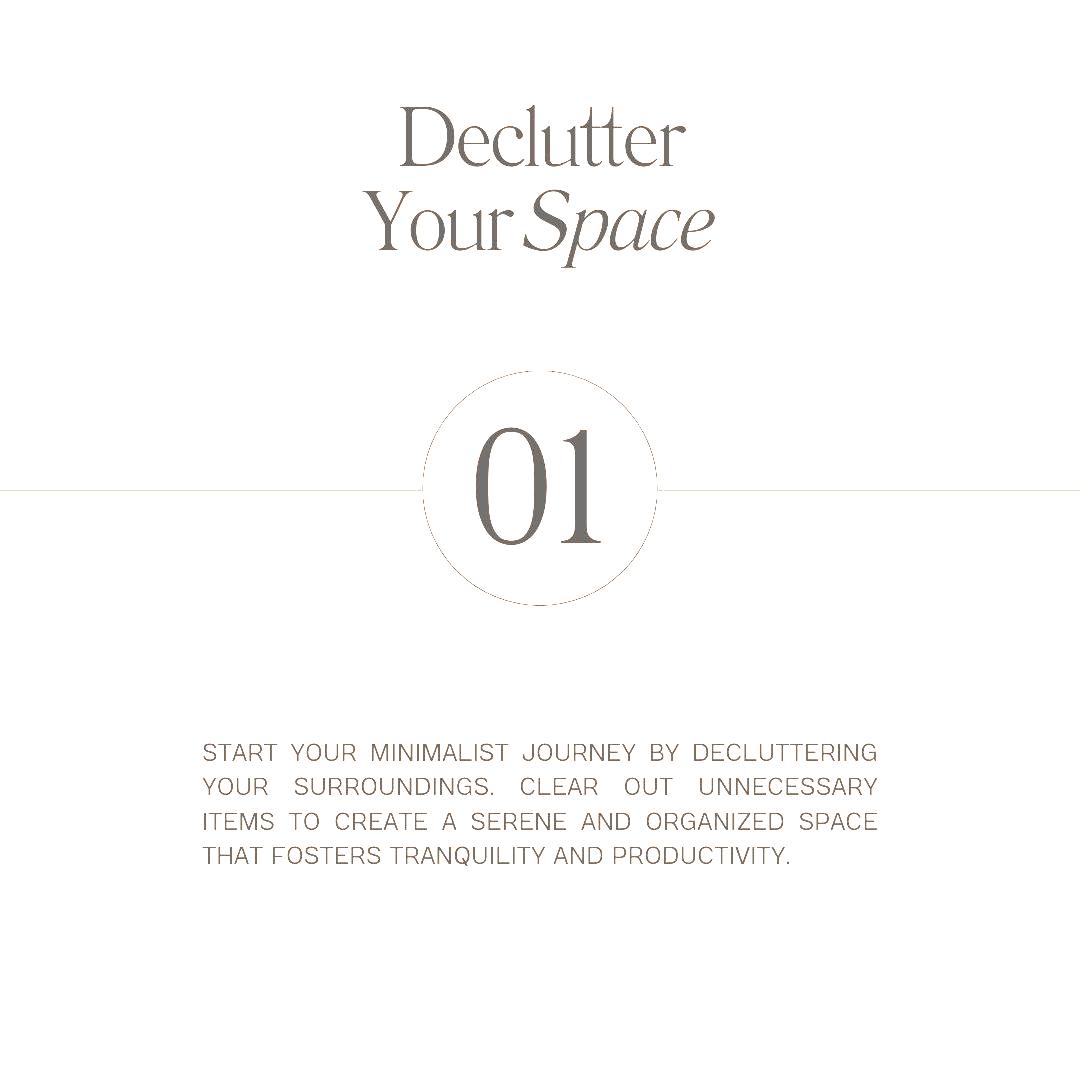 Declutter
Your Space
01
START YOUR MINIMALIST JOURNEY BY DECLUTTERING
YOUR SURROUNDINGS. CLEAR OUT UNNECESSARY
ITEMS TO CREATE A SERENE AND ORGANIZED SPACE
THAT FOSTERS TRANQUILITY AND PRODUCTIVITY.